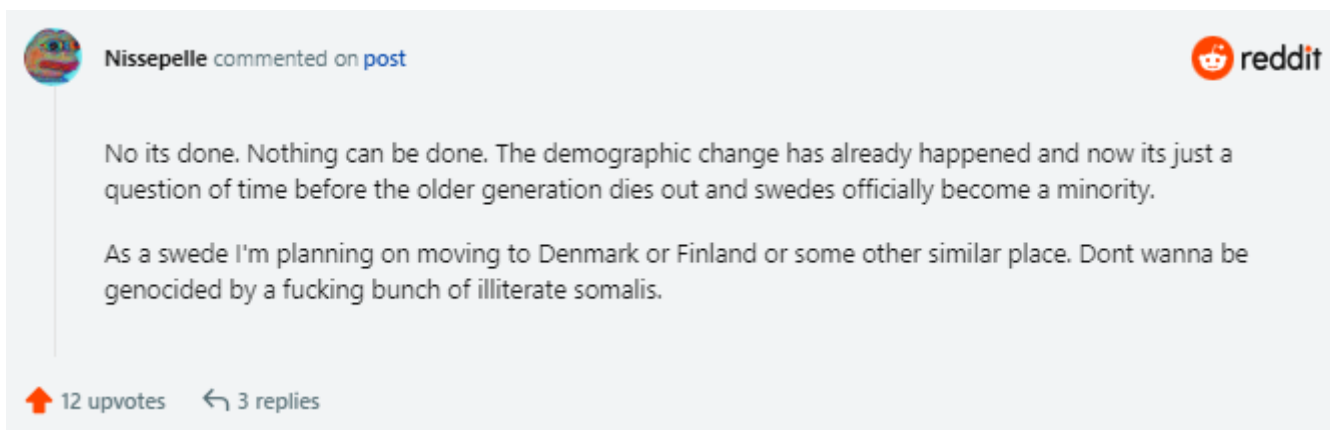 Nissepelle commented on post
reddit
No its done. Nothing can be done. The demographic change has already happened and now its just a
question of time before the older generation dies out and swedes officially become a minority.
As a swede I'm planning on moving to Denmark or Finland or some other similar place. Dont wanna be
genocided by a fucking bunch of illiterate somalis.
12 upvotes 3 replies